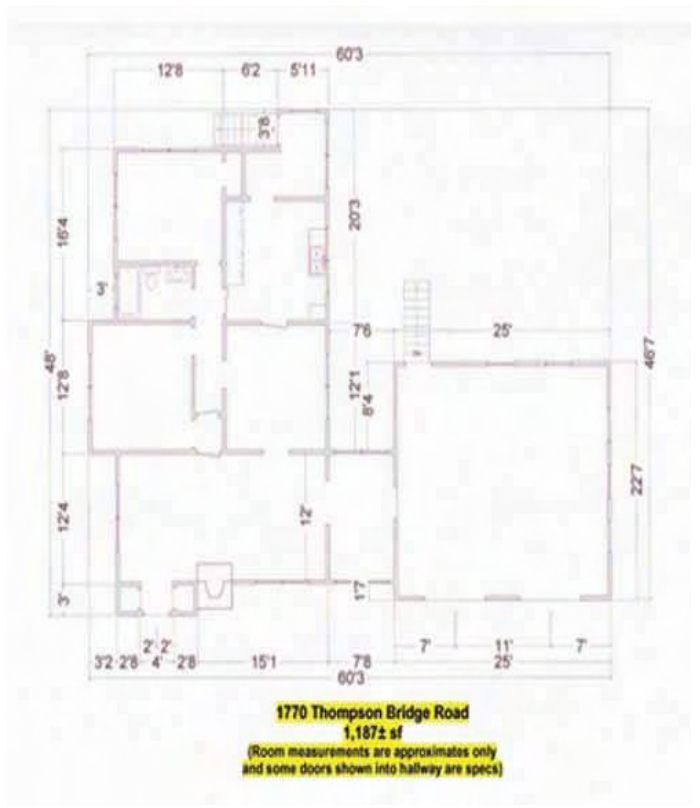 60'3
12'8 6'2 5'11
3'8
16'4
20'3
3'
7'6 25'
48'
46'7
12'8
12'1
8'4
22'7
12'4
12'
3'
1'7
2' 2'
7' 11' 7'
3'2 2'8 4' 2'8 15'1 7'8 25'
60'3
1770 Thompson Bridge Road
1,187± sf
(Room measurements are approximates only
and some doors shown into hallway are specs)